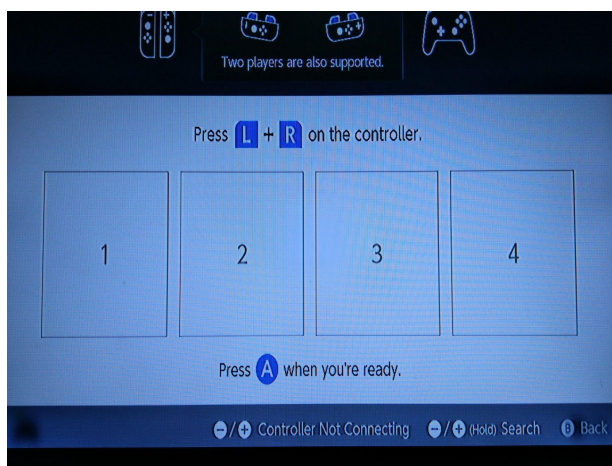 Two players are also supported.
Press L + R on the controller.
1 2 3 4
Press A when you're ready.
-/+ Controller Not Connecting -/+ (Hold) Search B Back